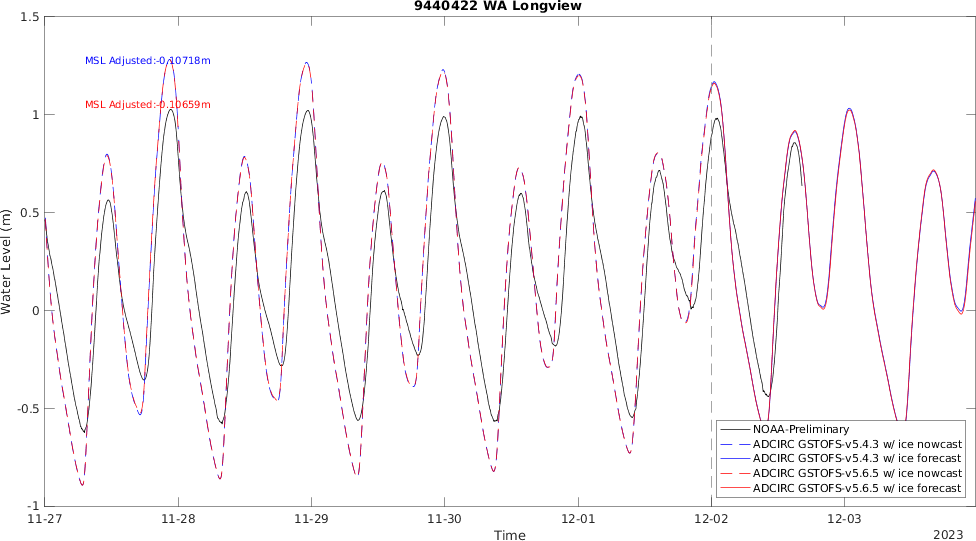 9440422 WA Longview
1.5
MSL Adjusted:-0.10718m
MSL Adjusted:-0.10659m
1
0.5
0
-0.5
-1
Water Level (m)
NOAA-Preliminary
ADCIRC GSTOFS-v5.4.3 w/ ice nowcast
ADCIRC GSTOFS-v5.4.3 w/ ice forecast
ADCIRC GSTOFS-v5.6.5 w/ ice nowcast
ADCIRC GSTOFS-v5.6.5 w/ ice forecast
11-27 11-28 11-29 11-30 12-01 12-02 12-03
Time
2023